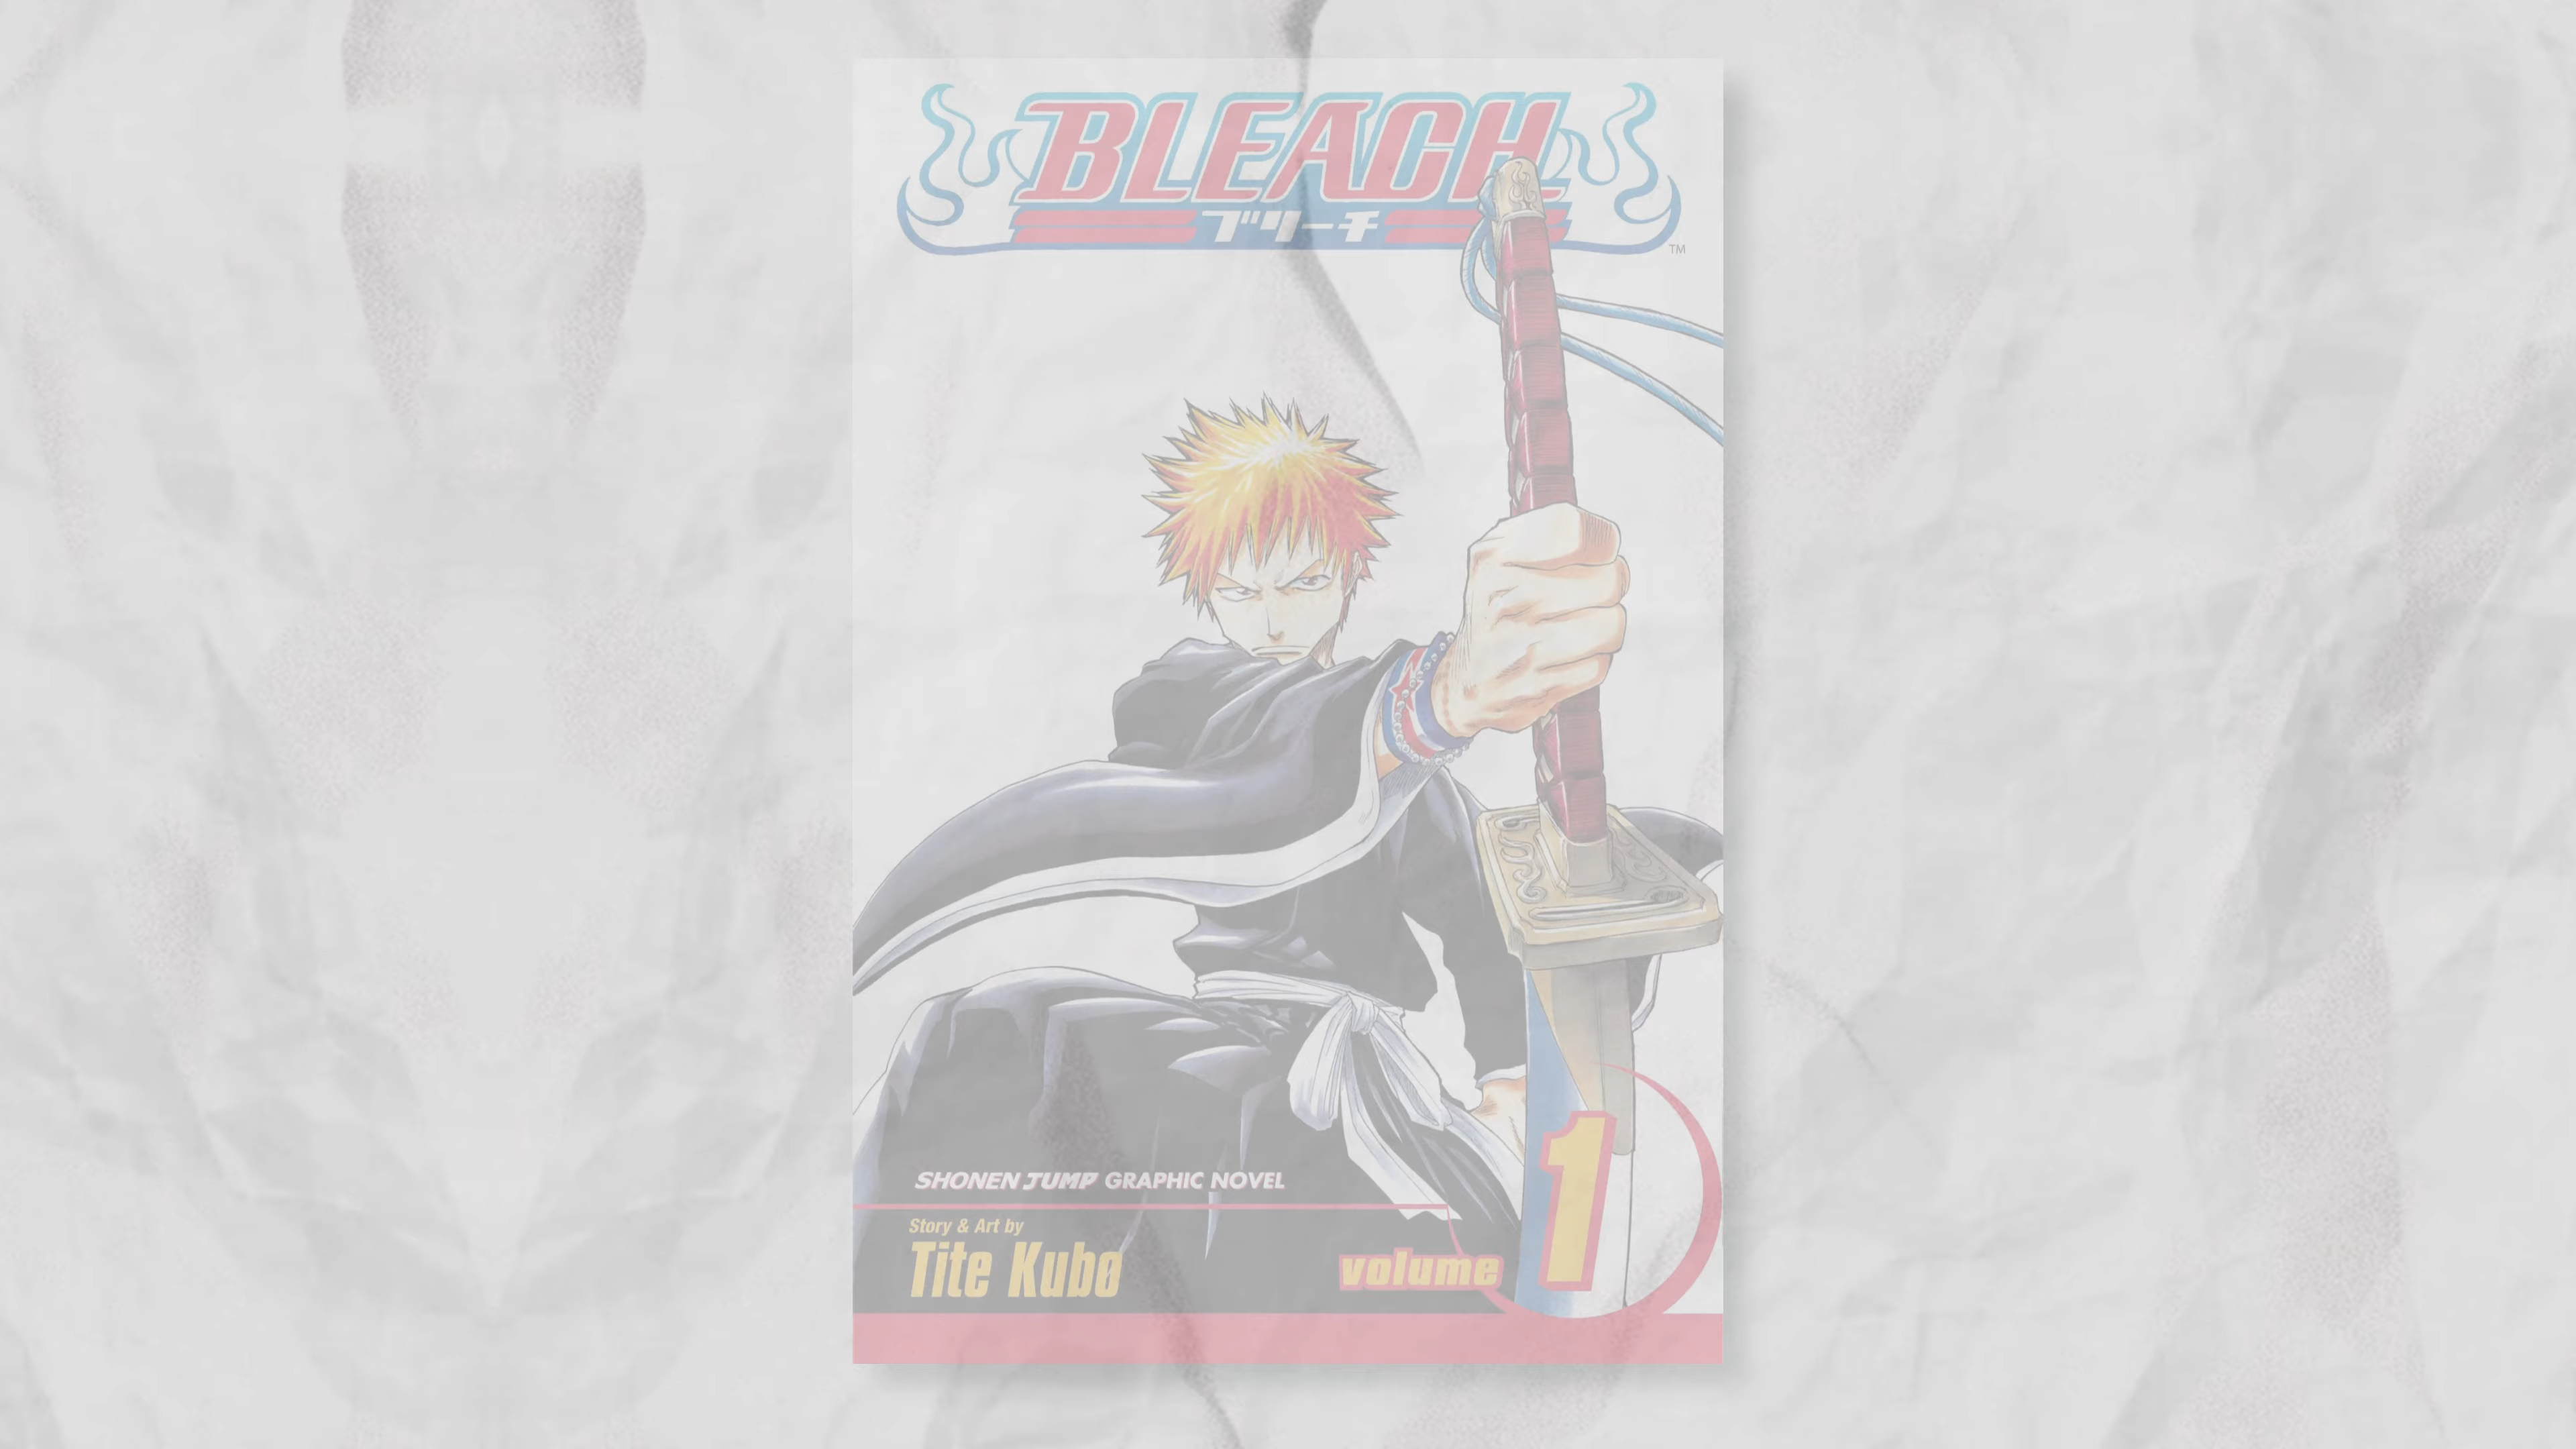 BLEACH
ブリーチ
TM
SHONEN JUMP GRAPHIC NOVEL
Story & Art by
Tite Kubo
volume 1